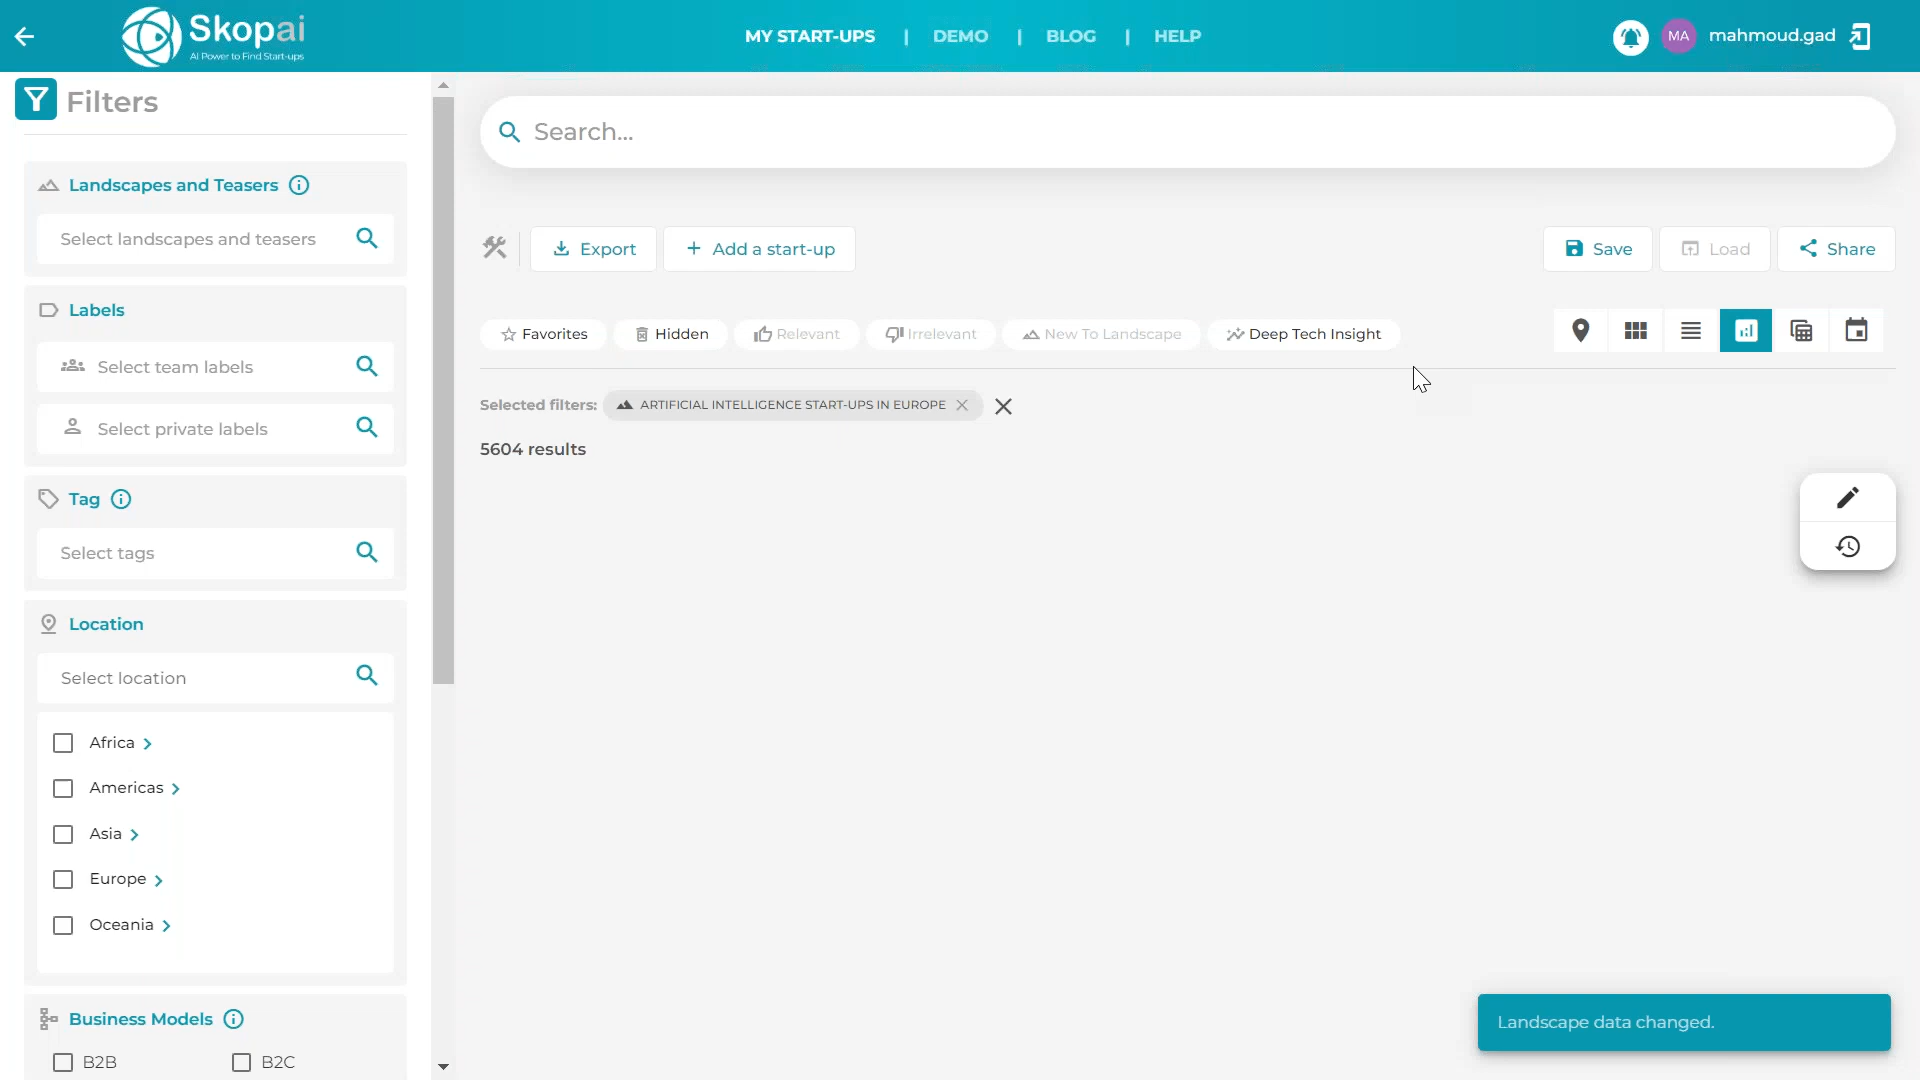 Skopai
AI Power to Find Start-ups
MY START-UPS | DEMO | BLOG | HELP
MA mahmoud.gad
Filters
Landscapes and Teasers
Select landscapes and teasers
Labels
Select team labels
Select private labels
Tag
Select tags
Location
Select location
Africa
Americas
Asia
Europe
Oceania
Business Models
B2B B2C
Search...
Export Add a start-up Save Load Share
Favorites Hidden Relevant Irrelevant New To Landscape Deep Tech Insight
Selected filters: ARTIFICIAL INTELLIGENCE START-UPS IN EUROPE
5604 results
Landscape data changed.